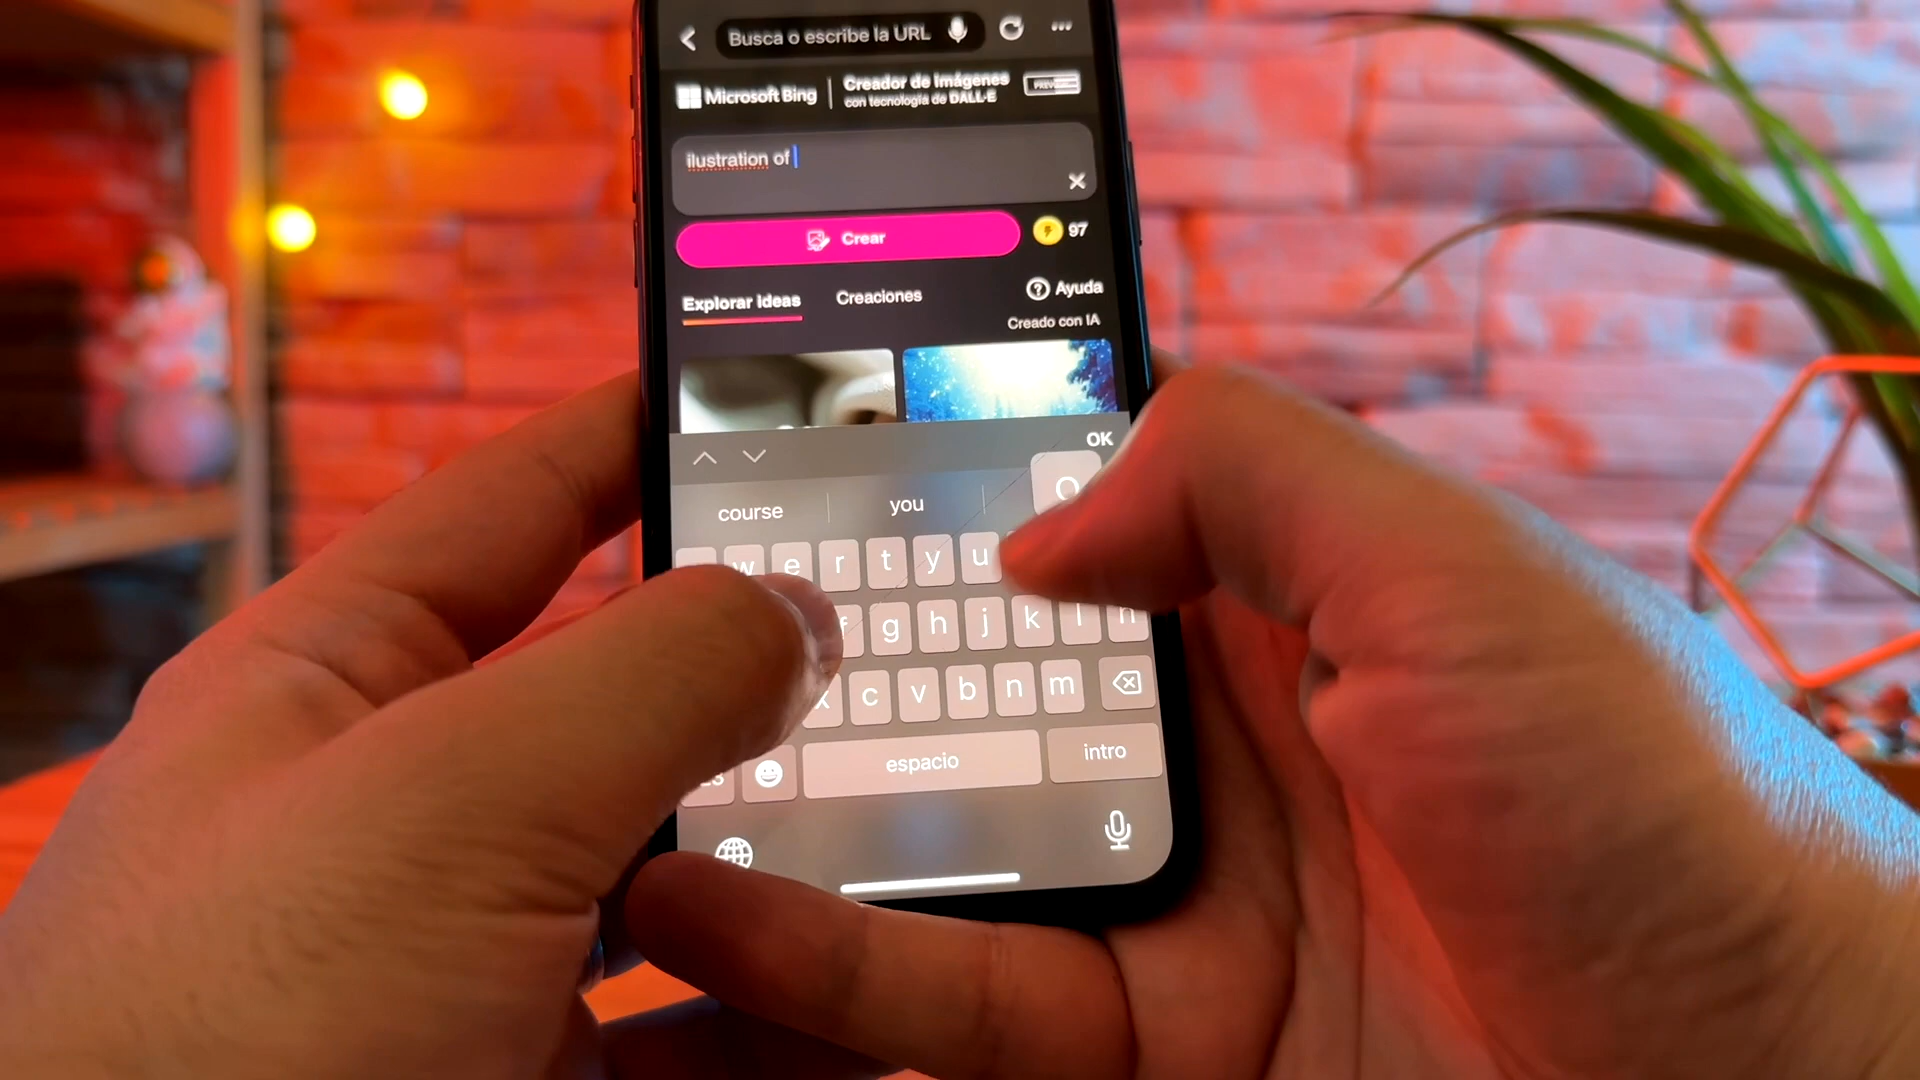 Busca o escribe la URL
Microsoft Bing | Creador de Imágenes
con tecnología de DALL·E
ilustration of
Crear
97
Explorar ideas
Creaciones
Ayuda
Creado con IA
OK
course
you
O
w e r t y u
f g h j k l ñ
x c v b n m
espacio
intro